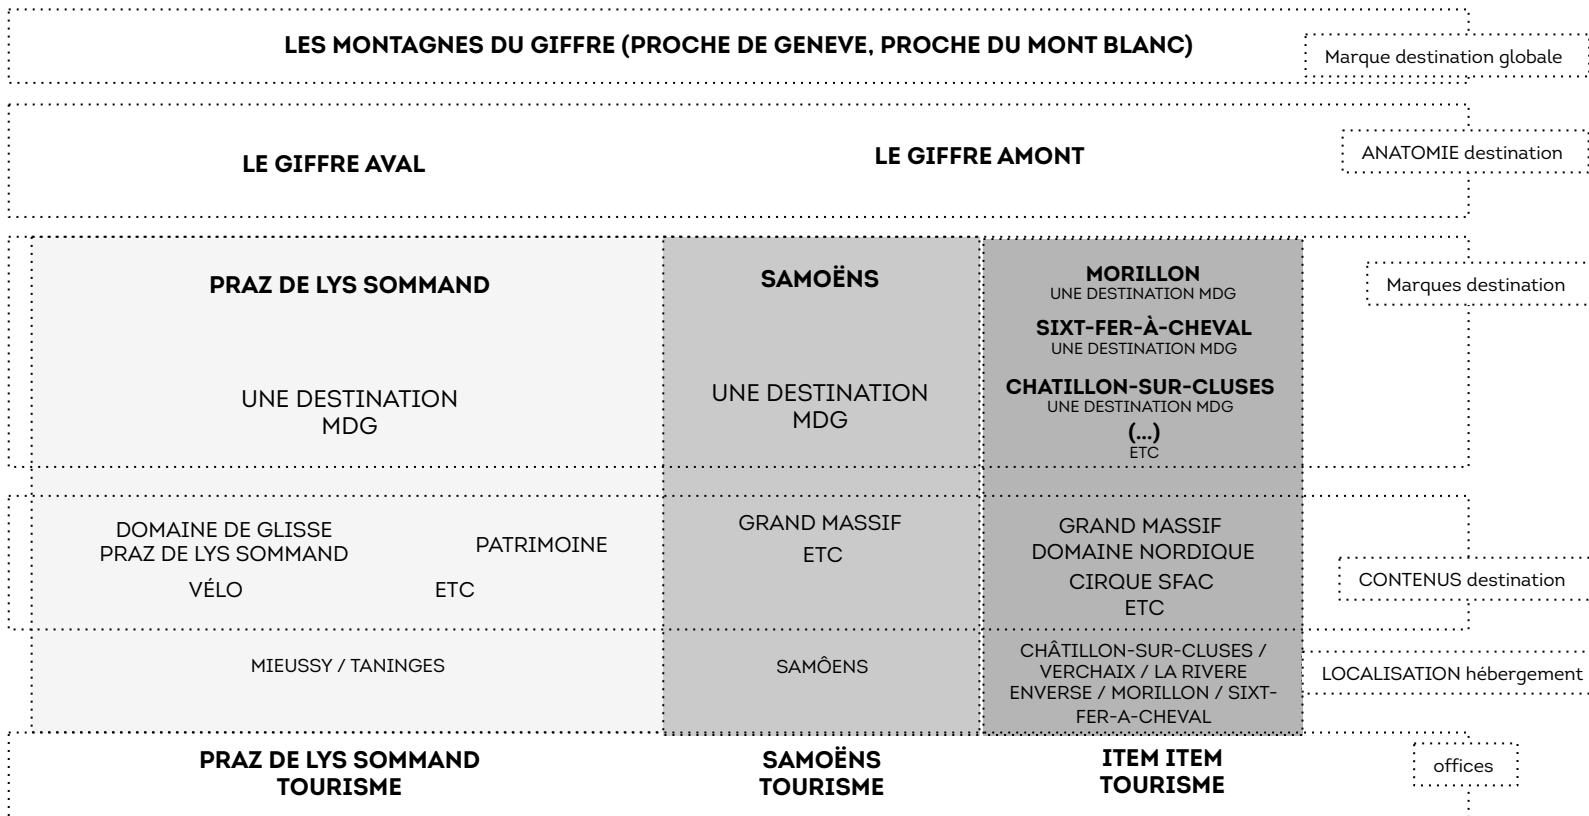 LES MONTAGNES DU GIFFRE (PROCHE DE GENEVE, PROCHE DU MONT BLANC)
Marque destination globale
LE GIFFRE AVAL
LE GIFFRE AMONT
ANATOMIE destination
PRAZ DE LYS SOMMAND
UNE DESTINATION
MDG
SAMOËNS
UNE DESTINATION
MDG
MORILLON
UNE DESTINATION MDG
SIXT-FER-À-CHEVAL
UNE DESTINATION MDG
CHATILLON-SUR-CLUSES
UNE DESTINATION MDG
(...)
ETC
Marques destination
DOMAINE DE GLISSE
PRAZ DE LYS SOMMAND
PATRIMOINE
VÉLO
ETC
GRAND MASSIF
ETC
GRAND MASSIF
DOMAINE NORDIQUE
CIRQUE SFAC
ETC
CONTENUS destination
MIEUSSY / TANINGES
SAMÔENS
CHÂTILLON-SUR-CLUSES /
VERCHAIX / LA RIVERE
ENVERSE / MORILLON / SIXT-
FER-A-CHEVAL
LOCALISATION hébergement
PRAZ DE LYS SOMMAND
TOURISME
SAMOËNS
TOURISME
ITEM ITEM
TOURISME
offices